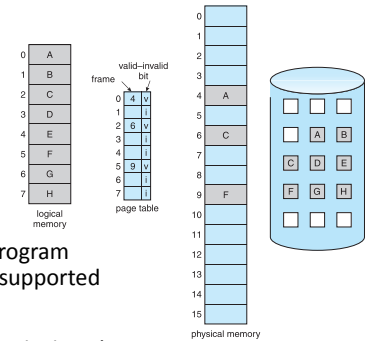 0 A
1 B
2 C
3 D
4 E
5 F
6 G
7 H
logical
memory
valid–invalid
bit
frame
0 4 v
1 i
2 6 v
3 i
4 i
5 9 v
6 i
7 i
page table
0
1
2
3
4 A
5
6 C
7
8
9 F
10
11
12
13
14
15
physical memory
A B
C D E
F G H
rogram
supported